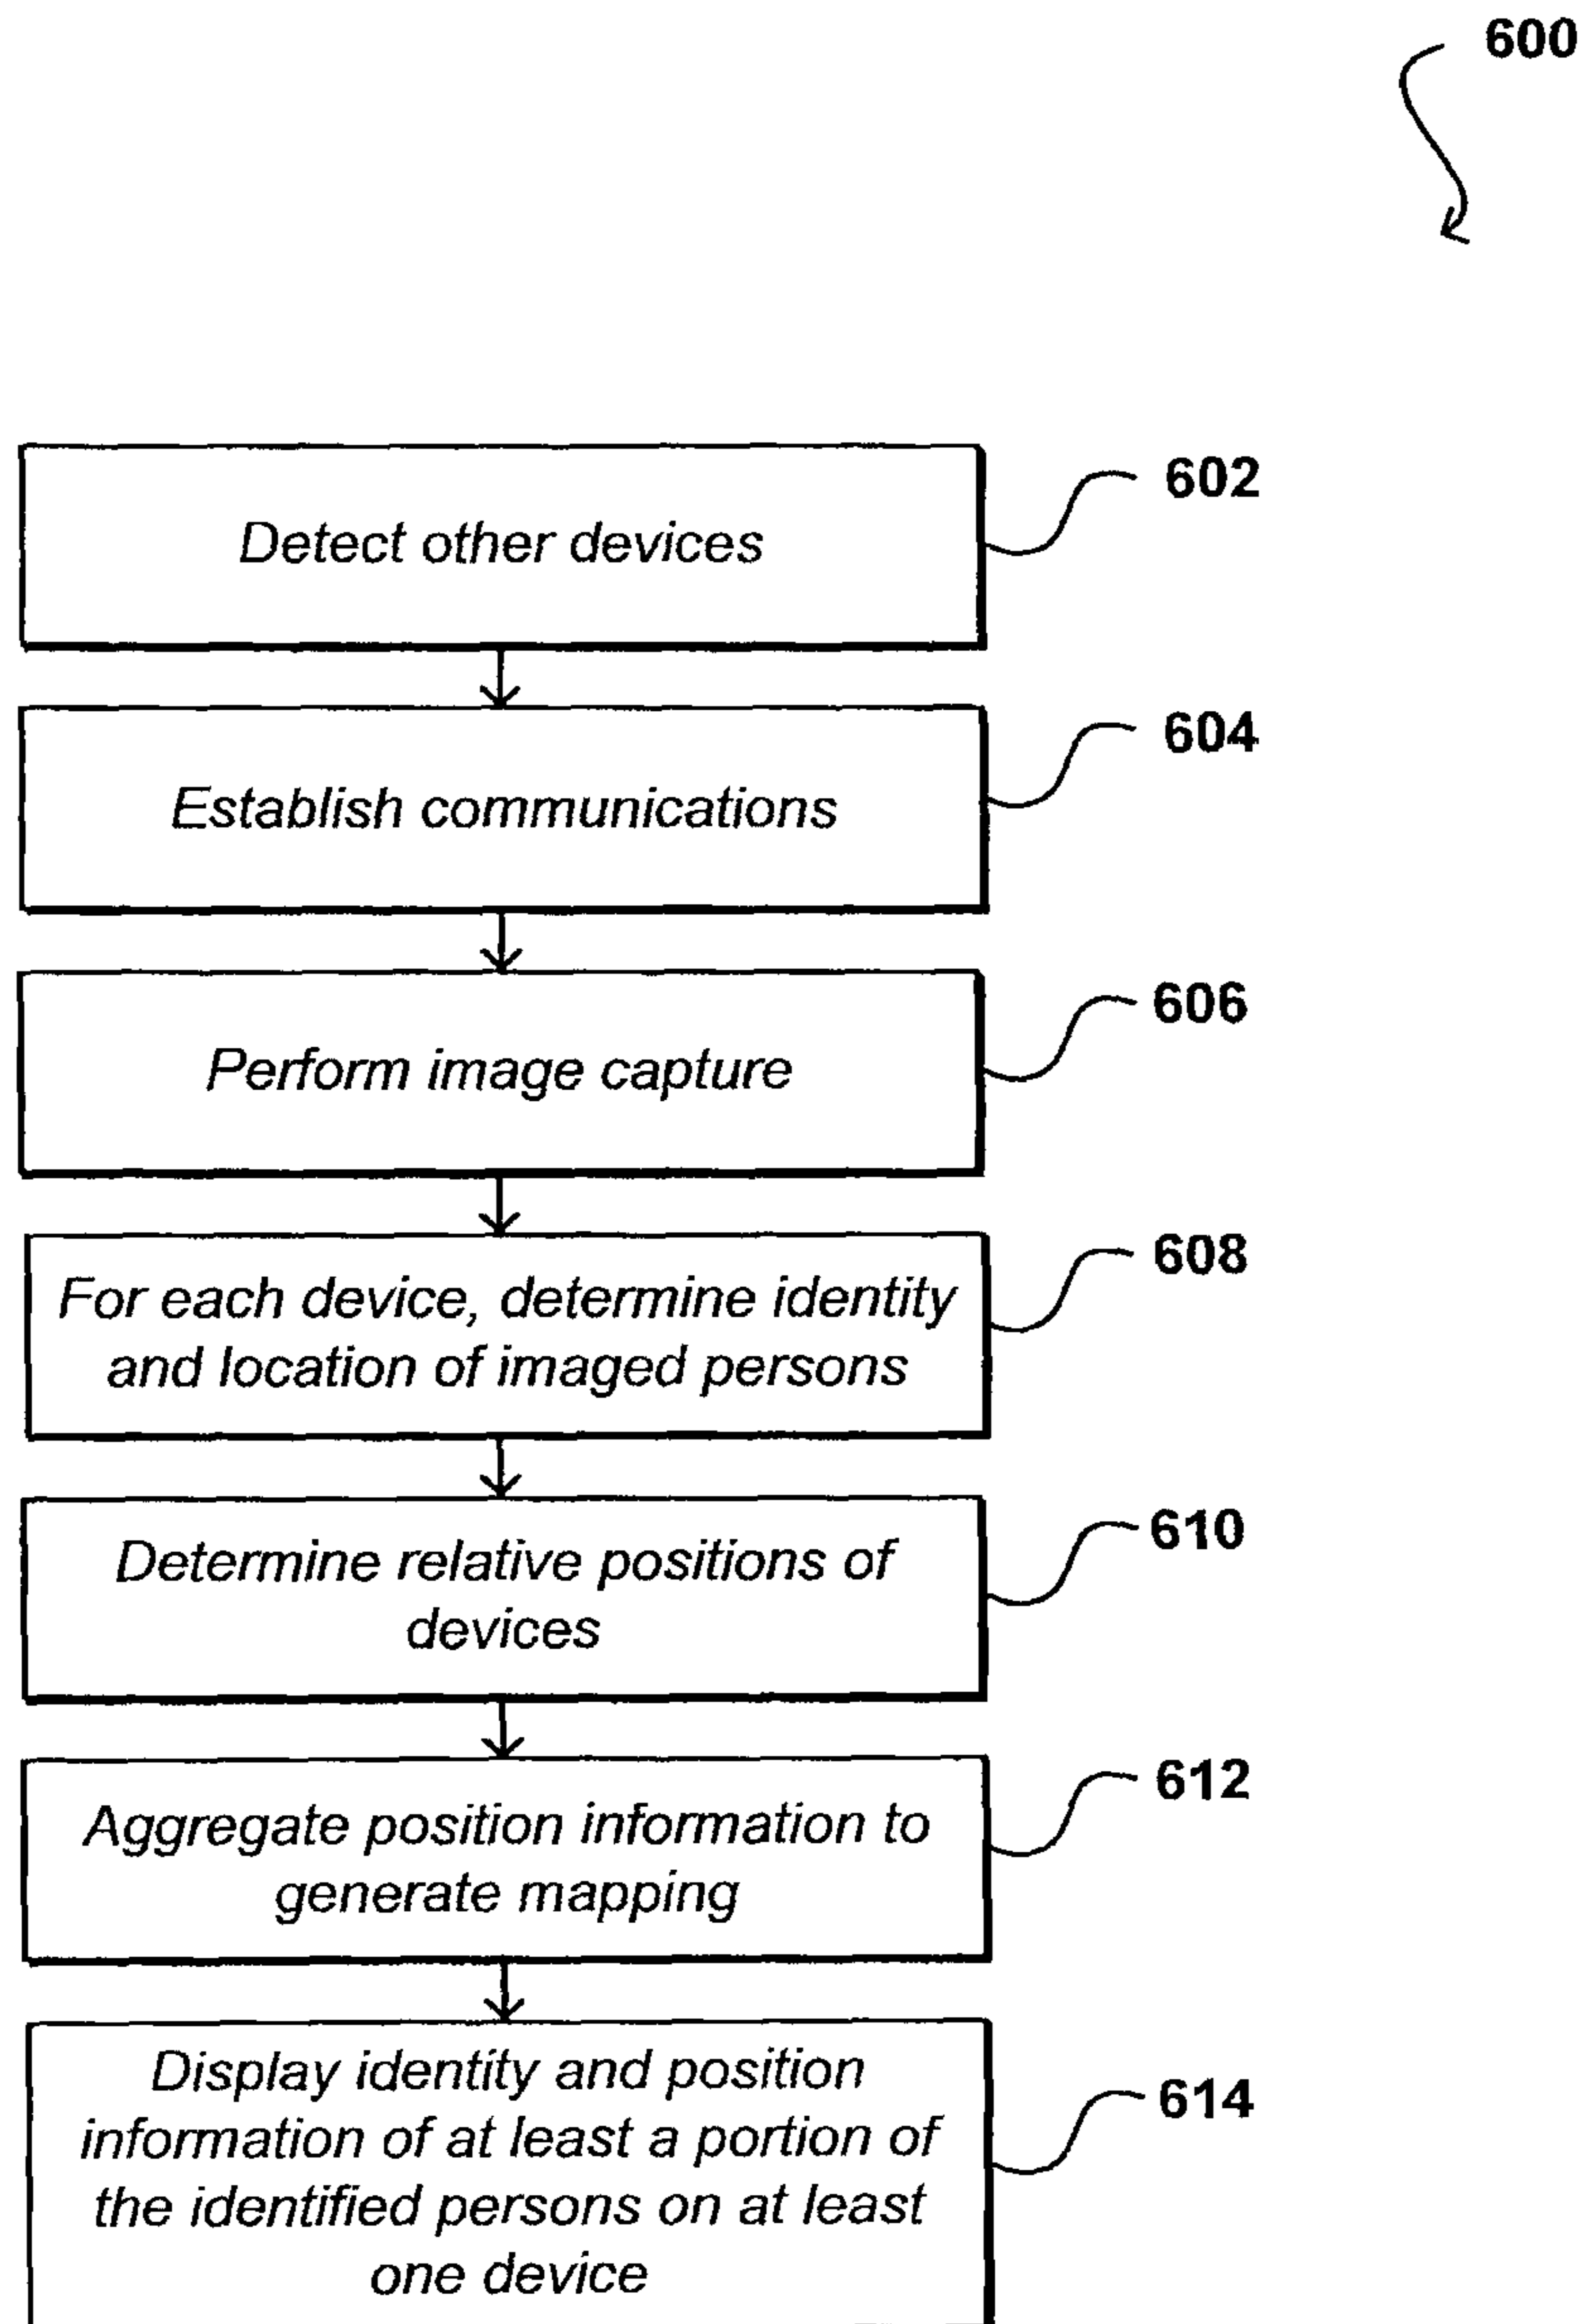 600
Detect other devices
602
Establish communications
604
Perform image capture
606
For each device, determine identity
and location of imaged persons
608
Determine relative positions of
devices
610
Aggregate position information to
generate mapping
612
Display identity and position
information of at least a portion of
the identified persons on at least
one device
614